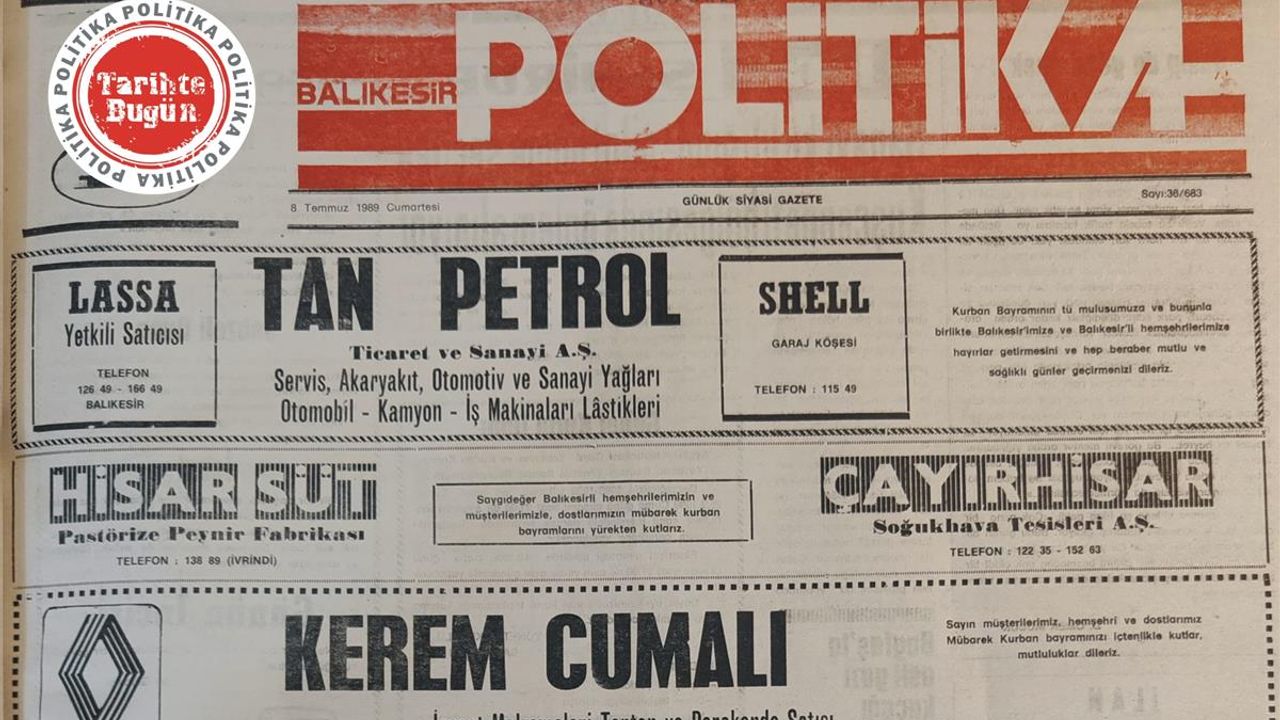 POLİTİKA POLİTİKA POLİTİKA POLİTİKA POLİTİKA
Tarihte
Bugün
BALIKESİR
POLİTİKA
8 Temmuz 1989 Cumartesi
GÜNLÜK SİYASİ GAZETE
Sayı:36/683
LASSA
Yetkili Satıcısı
TELEFON
126 49 - 166 49
BALIKESİR
TAN PETROL
Ticaret ve Sanayi A.Ş.
Servis, Akaryakıt, Otomotiv ve Sanayi Yağları
Otomobil - Kamyon - İş Makinaları Lâstikleri
SHELL
GARAJ KÖŞESİ
TELEFON : 115 49
Kurban Bayramının tü mulusumuza ve bununla
birlikte Balıkesir'imize ve Balıkesir'li hemşehrilerimize
hayırlar getirmesini ve hep beraber mutlu ve
sağlıklı günler geçirmenizi dileriz.
HİSAR SÜT
Pastörize Peynir Fabrikası
TELEFON : 138 89 (İVRİNDİ)
Saygıdeğer Balıkesirli hemşehrilerimizin ve
müşterilerimizle, dostlarımızın mübarek kurban
bayramlarını yürekten kutlarız.
ÇAYIRHİSAR
Soğukhava Tesisleri A.Ş.
TELEFON : 122 35 - 152 63
KEREM CUMALI
Sayın müşterilerimiz, hemşehri ve dostlarımız
Mübarek Kurban bayramınızı içtenlikle kutlar,
mutluluklar dileriz.